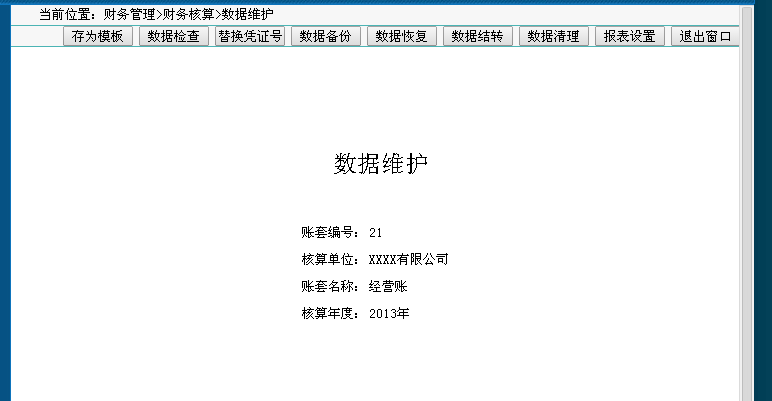 当前位置：财务管理>财务核算>数据维护
存为模板 数据检查 替换凭证号 数据备份 数据恢复 数据结转 数据清理 报表设置 退出窗口
数据维护
账套编号： 21
核算单位： XXXX有限公司
账套名称： 经营账
核算年度： 2013年